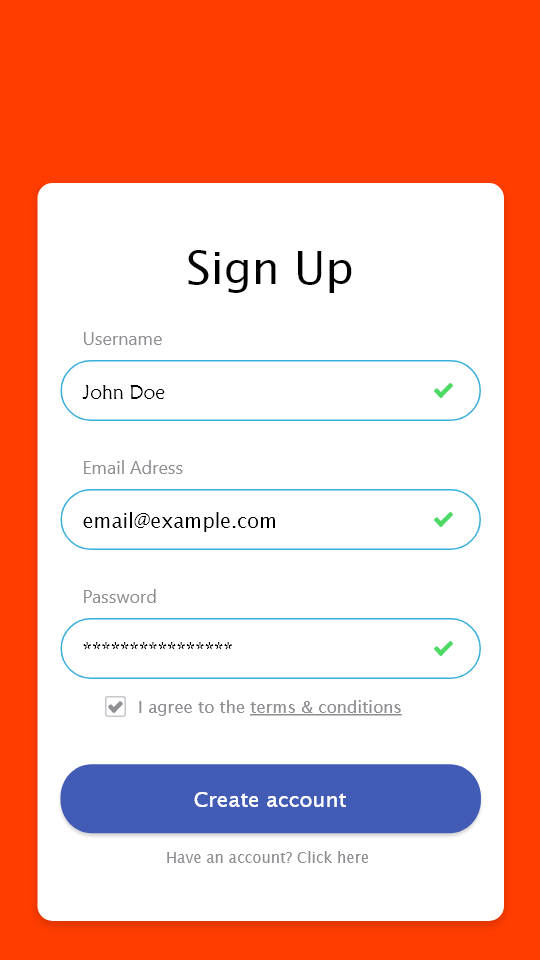 Sign Up
Username
John Doe
Email Adress
email@example.com
Password
****************
I agree to the terms & conditions
Create account
Have an account? Click here